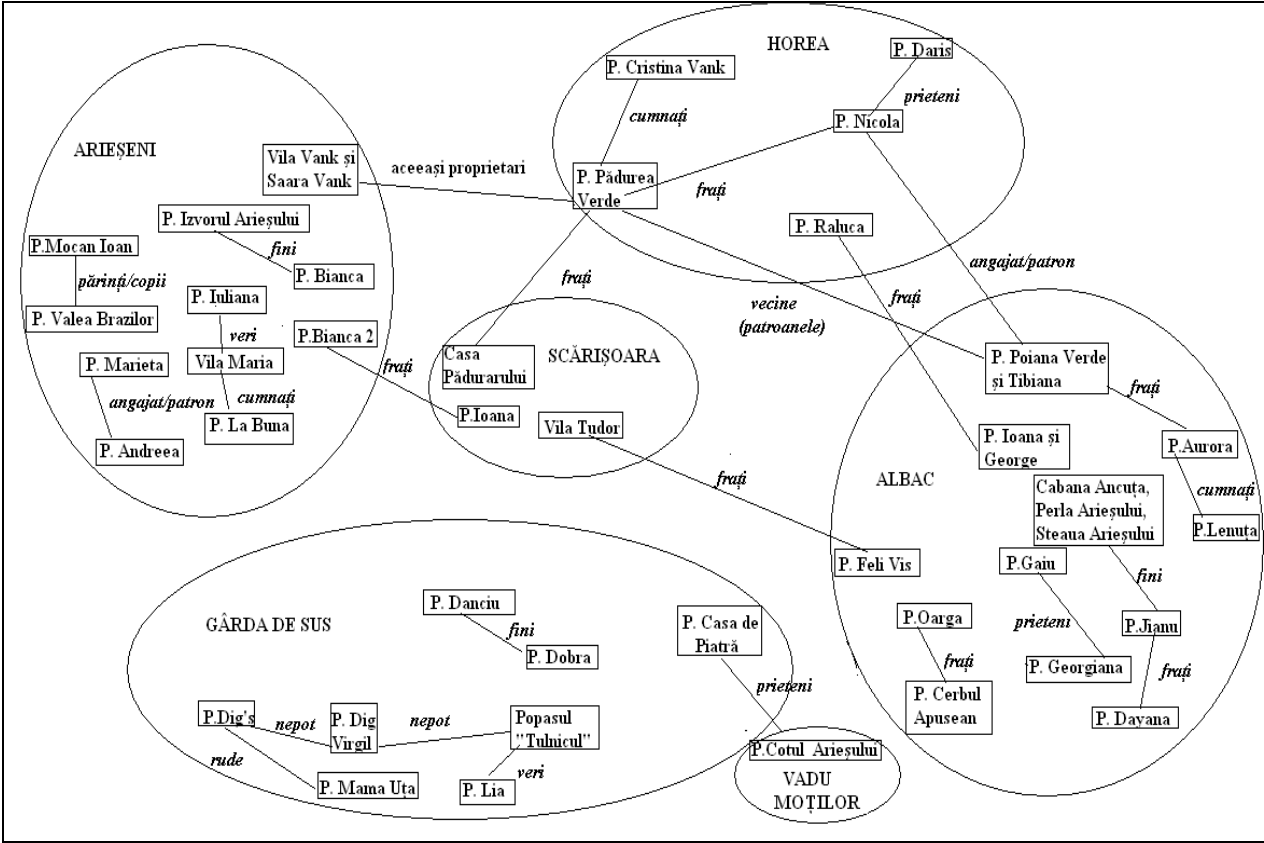 HOREA
P. Daris
P. Cristina Vank
prieteni
cumnați
P. Nicola
ARIEȘENI
Vila Vank și
Saara Vank
aceeași proprietari
P. Pădurea
Verde
frați
P. Izvorul Arieșului
P. Raluca
P.Mocan Ioan
fini
P. Bianca
angajat/patron
părinți/copii
frați
P. Iuliana
vecine
(patroanele)
frați
P. Valea Brazilor
veri
P.Bianca 2
Casa
Pădurarului
SCĂRIȘOARA
P. Poiana Verde
și Tibiana
P. Marieta
Vila Maria
frați
frați
angajat/patron
cumnați
P.Ioana
Vila Tudor
P. La Buna
P. Andreea
P. Ioana și
George
P.Aurora
frați
ALBAC
Cabana Ancuța,
Perla Arieșului,
Steaua Arieșului
cumnați
P.Lenuța
P. Feli Vis
P.Gaiu
fini
GÂRDA DE SUS
P. Danciu
fini
P. Dobra
P. Casa de
Piatră
P.Oarga
prieteni
P.Jianu
frați
P. Georgiana
frați
prieteni
P. Cerbul
Apusean
P. Dayana
P.Dig's
nepot
P. Dig
Virgil
nepot
Popasul
"Tulnicul"
rude
veri
P. Mama Uța
P. Lia
P.Cotul Arieșului
VADU
MOȚILOR